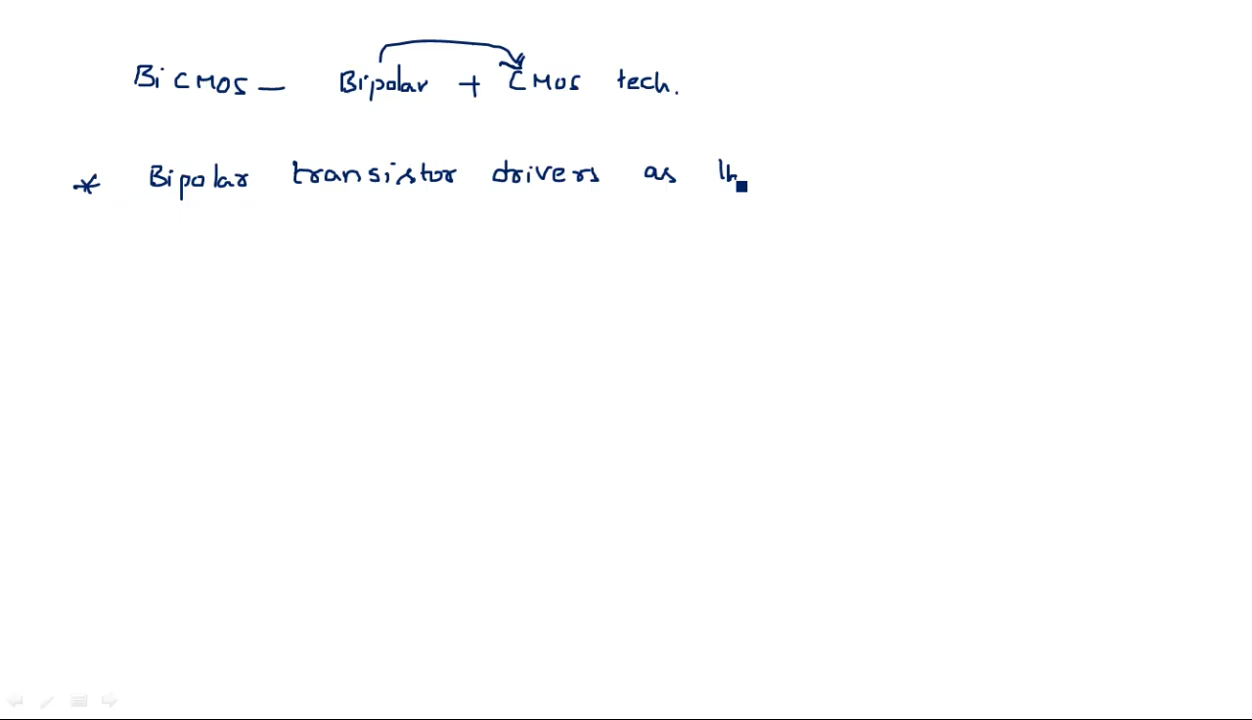 BiCMOS — Bipolar + CMOS tech.
* Bipolar transistor drivers as